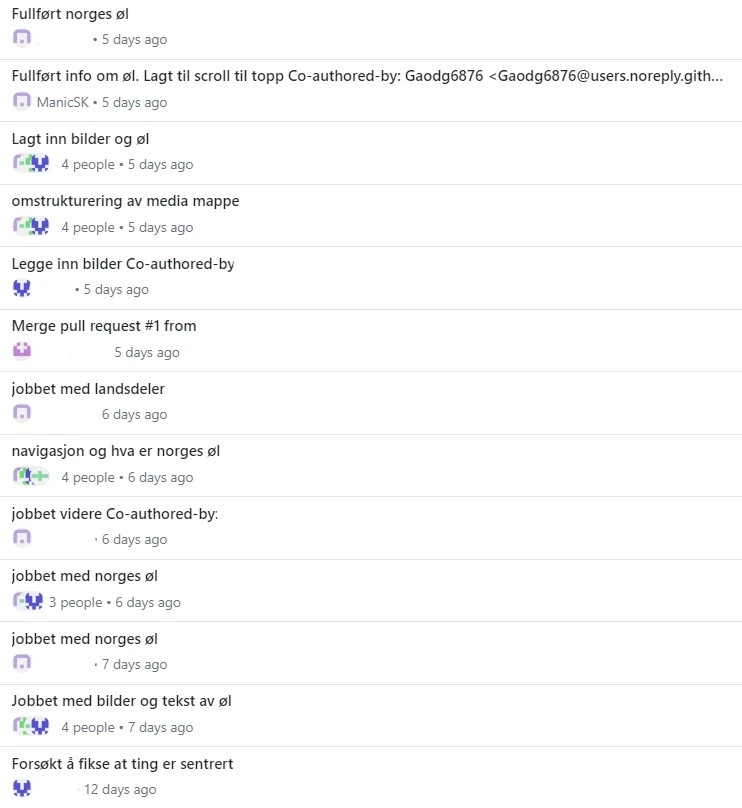 Fullført norges øl
• 5 days ago
Fullført info om øl. Lagt til scroll til topp Co-authored-by: Gaodg6876 <Gaodg6876@users.noreply.gith...
ManicSK • 5 days ago
Lagt inn bilder og øl
4 people • 5 days ago
omstrukturering av media mappe
4 people • 5 days ago
Legge inn bilder Co-authored-by
• 5 days ago
Merge pull request #1 from
5 days ago
jobbet med landsdeler
6 days ago
navigasjon og hva er norges øl
4 people • 6 days ago
jobbet videre Co-authored-by:
• 6 days ago
jobbet med norges øl
3 people • 6 days ago
jobbet med norges øl
• 7 days ago
Jobbet med bilder og tekst av øl
4 people • 7 days ago
Forsøkt å fikse at ting er sentrert
12 days ago